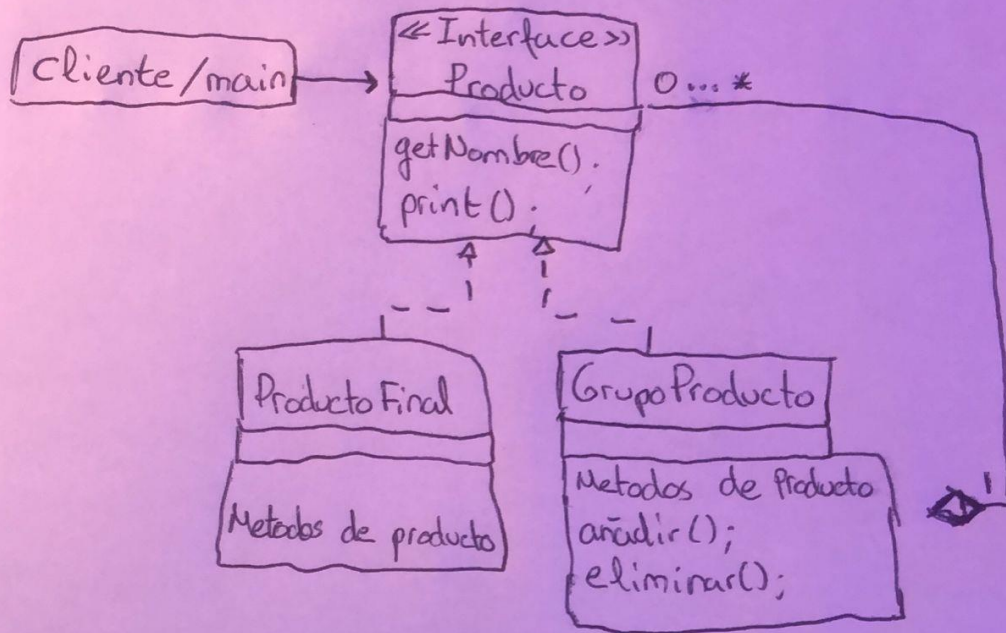 Cliente/main
<<Interface>>
Producto
0...*
getNombre().
print().
ProductoFinal
Metodos de producto
GrupoProducto
Metodos de Producto
añadir();
eliminar();
1